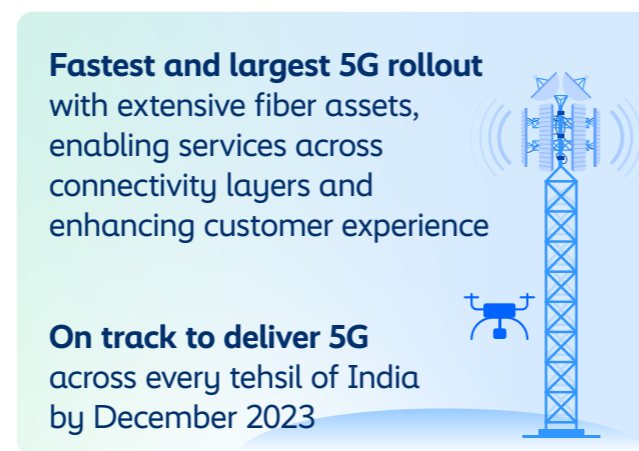 Fastest and largest 5G rollout
with extensive fiber assets,
enabling services across
connectivity layers and
enhancing customer experience
On track to deliver 5G
across every tehsil of India
by December 2023